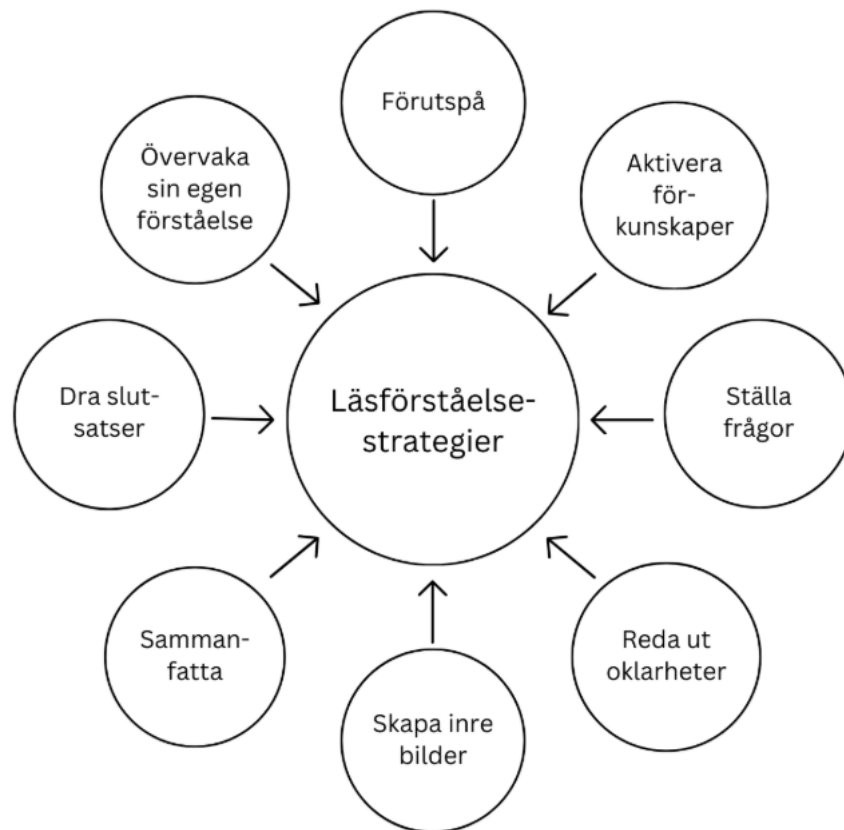 Förutspå
Aktivera
för-
kunskaper
Ställa
frågor
Reda ut
oklarheter
Skapa inre
bilder
Samman-
fatta
Dra slut-
satser
Övervaka
sin egen
förståelse
Läsförståelse-
strategier